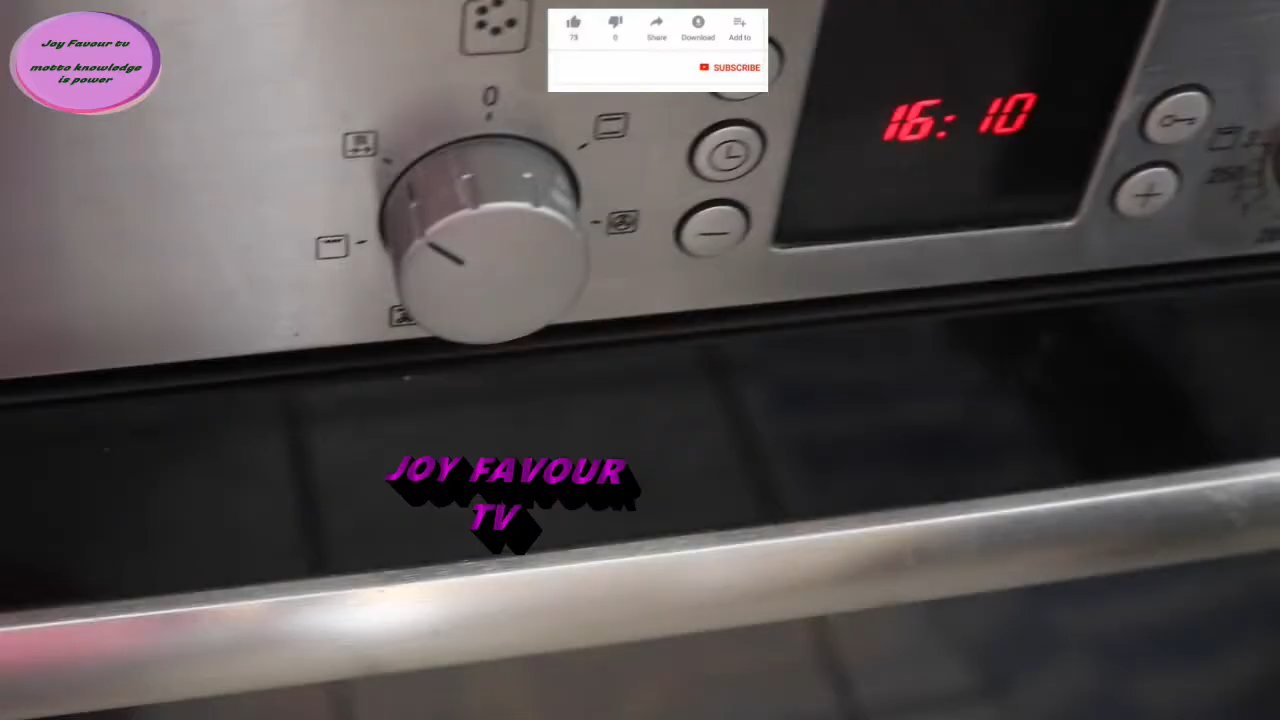 Joy Favour tv
motto knowledge
is power
73
0
Share
Download
Add to
SUBSCRIBE
0
16:10
JOY FAVOUR
TV